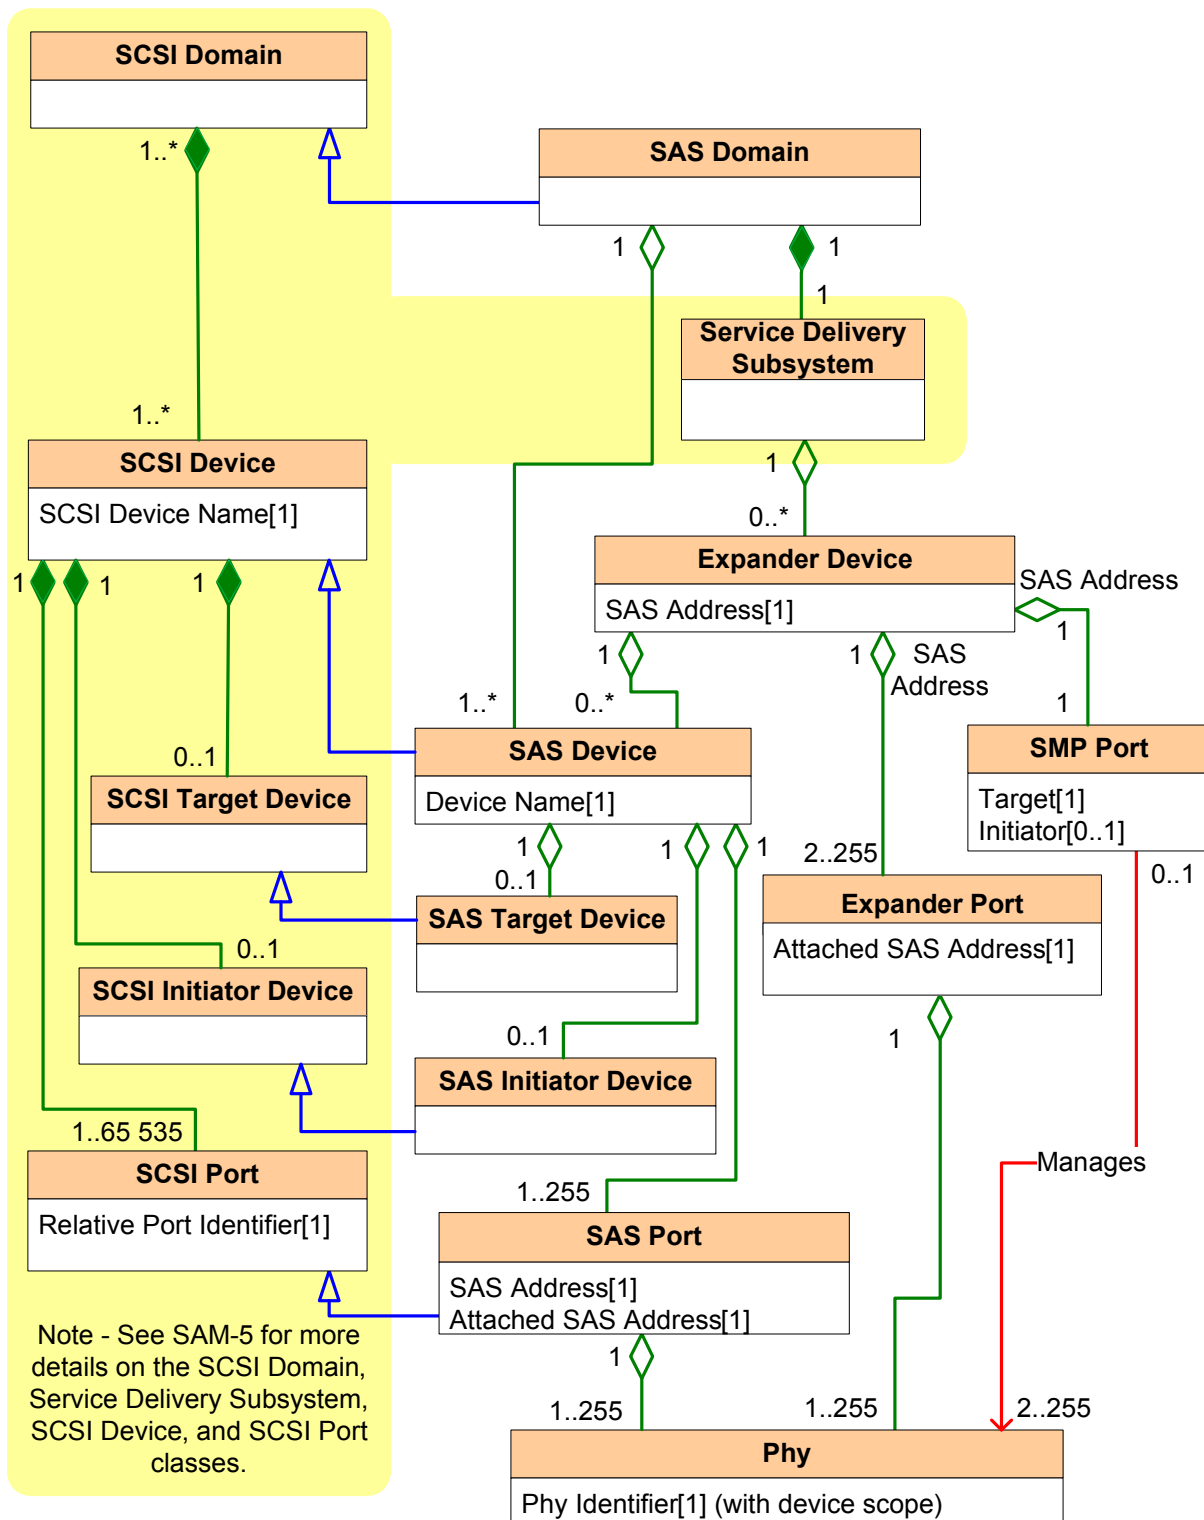 SCSI Domain
1..*
SAS Domain
1
1
1
Service Delivery
Subsystem
1..*
SCSI Device
SCSI Device Name[1]
1
0..*
Expander Device
SAS Address[1]
SAS Address
1
1
1
1
1
1
SAS
Address
1..*
0..*
1
SAS Device
Device Name[1]
SMP Port
Target[1]
Initiator[0..1]
0..1
SCSI Target Device
1
1
1
2..255
0..1
0..1
SAS Target Device
Expander Port
Attached SAS Address[1]
0..1
SCSI Initiator Device
0..1
1
SAS Initiator Device
1..65 535
SCSI Port
Relative Port Identifier[1]
Manages
1..255
SAS Port
SAS Address[1]
Attached SAS Address[1]
Note - See SAM-5 for more
details on the SCSI Domain,
Service Delivery Subsystem,
SCSI Device, and SCSI Port
classes.
1
1..255
1..255
2..255
Phy
Phy Identifier[1] (with device scope)